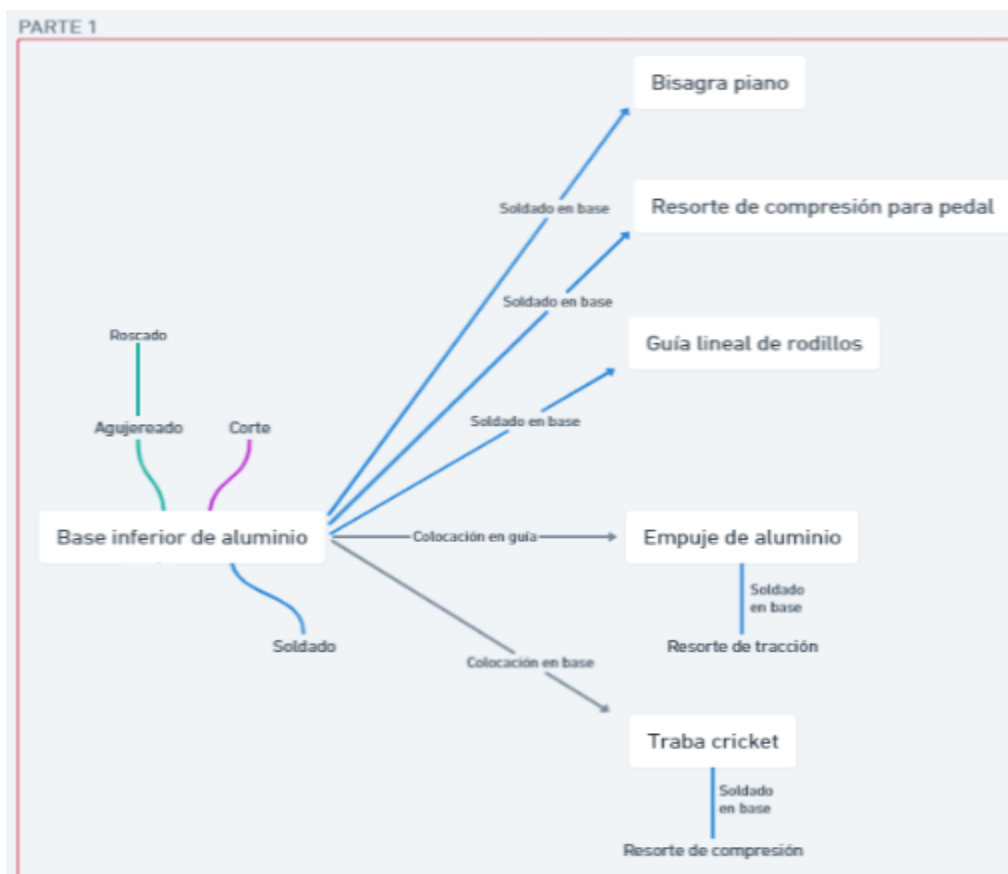 PARTE 1
Bisagra piano
Soldado en base
Resorte de compresión para pedal
Soldado en base
Roscado
Guía lineal de rodillos
Agujereado
Corte
Soldado en base
Base inferior de aluminio
Colocación en guía
Empuje de aluminio
Soldado
en base
Soldado
Resorte de tracción
Colocación en base
Traba cricket
Soldado
en base
Resorte de compresión